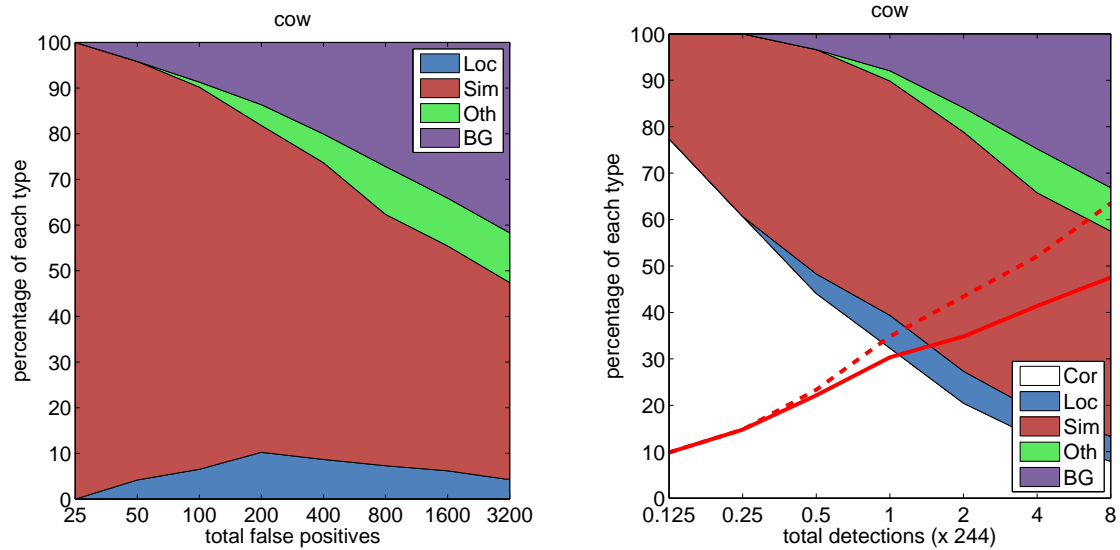 cow
percentage of each type
100
90
80
70
60
50
40
30
20
10
0
Loc
Sim
Oth
BG
25 50 100 200 400 800 1600 3200
total false positives
cow
percentage of each type
100
90
80
70
60
50
40
30
20
10
0
Cor
Loc
Sim
Oth
BG
0.125 0.25 0.5 1 2 4 8
total detections (x 244)